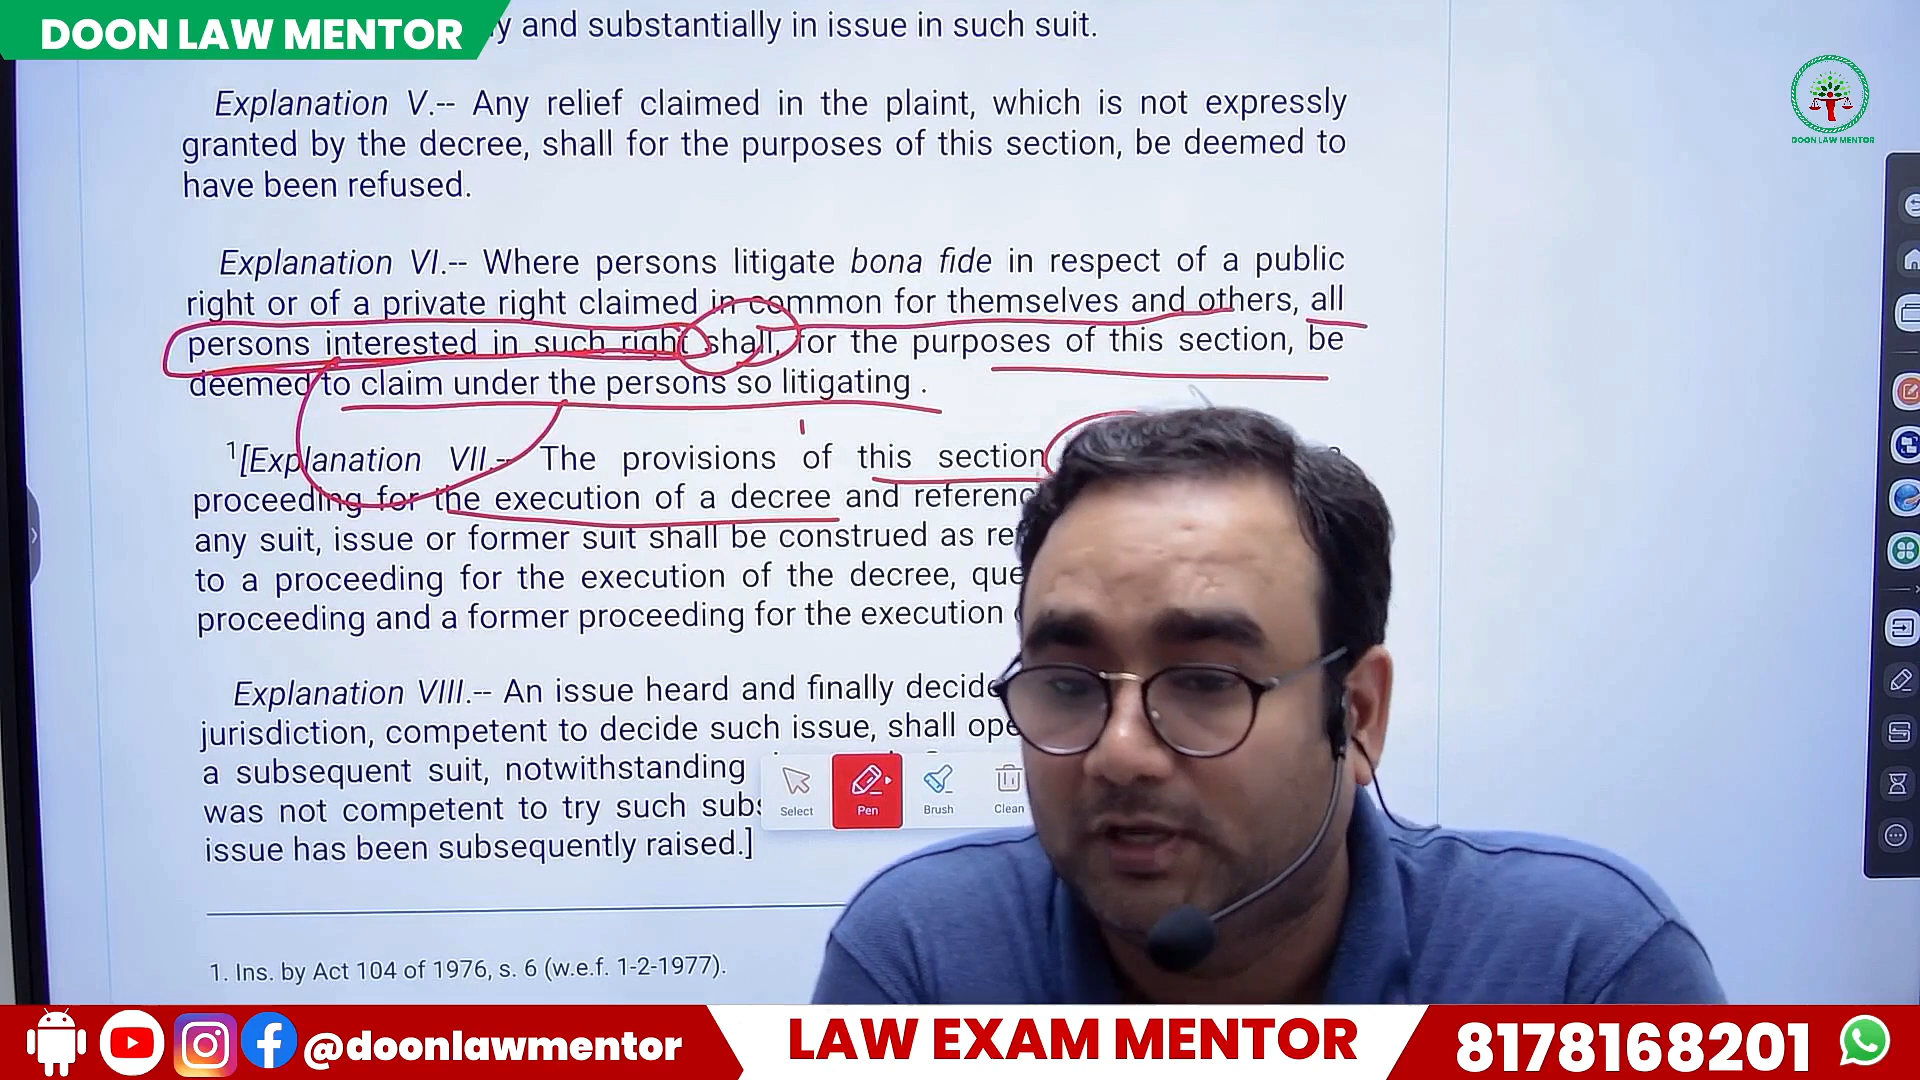 DOON LAW MENTOR
y and substantially in issue in such suit.
DOON LAW MENTOR
Explanation V.-- Any relief claimed in the plaint, which is not expressly
granted by the decree, shall for the purposes of this section, be deemed to
have been refused.
Explanation VI.-- Where persons litigate bona fide in respect of a public
right or of a private right claimed in common for themselves and others, all
persons interested in such right shall, for the purposes of this section, be
deemed to claim under the persons so litigating .
1[Explanation VII.-- The provisions of this section
proceeding for the execution of a decree and
any suit, issue or former suit shall be construed as
to a proceeding for the execution of the decree,
proceeding and a former proceeding for the execution
Explanation VIII.-- An issue heard and finally
jurisdiction, competent to decide such issue, shall
a subsequent suit, notwithstanding
was not competent to try such
issue has been subsequently raised.]
Select Pen Brush Clean
1. Ins. by Act 104 of 1976, s. 6 (w.e.f. 1-2-1977).
@doonlawmentor LAW EXAM MENTOR 8178168201